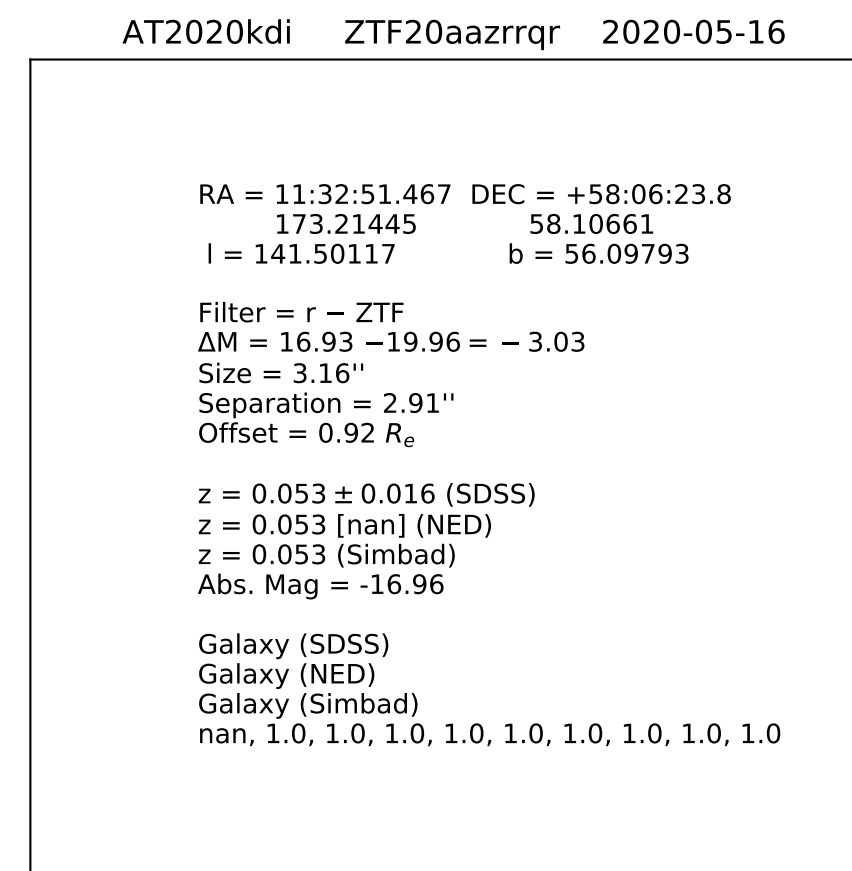 AT2020kdi ZTF20aazrrqr 2020-05-16
RA = 11:32:51.467 DEC = +58:06:23.8
173.21445 58.10661
l = 141.50117 b = 56.09793
Filter = r − ZTF
ΔM = 16.93 −19.96 = − 3.03
Size = 3.16''
Separation = 2.91''
Offset = 0.92 Re
z = 0.053 ± 0.016 (SDSS)
z = 0.053 [nan] (NED)
z = 0.053 (Simbad)
Abs. Mag = -16.96
Galaxy (SDSS)
Galaxy (NED)
Galaxy (Simbad)
nan, 1.0, 1.0, 1.0, 1.0, 1.0, 1.0, 1.0, 1.0, 1.0